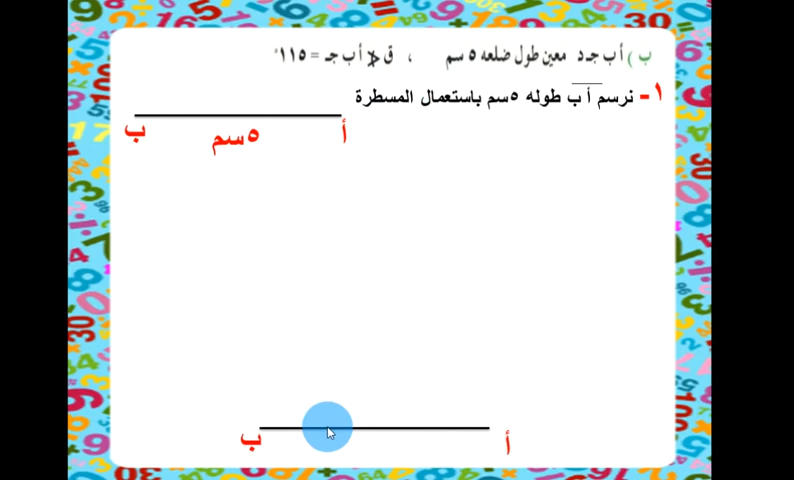 ب ) أ ب جـ د معين طول ضلعه ٥ سم ، ق ∢ أ ب جـ = ١١٥°
١- نرسم أ ب طوله ٥سم باستعمال المسطرة
أ ب
٥سم
أ ب